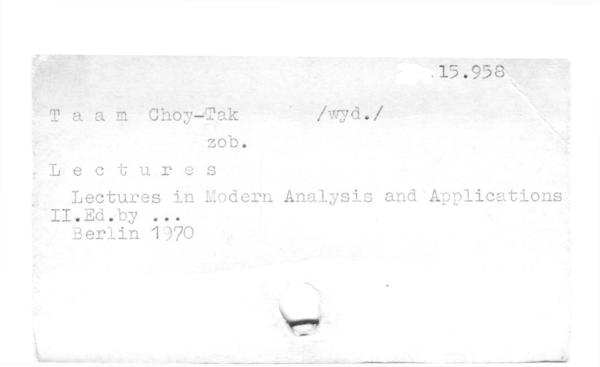 15.958
T a a m Choy-Tak /wyd./
zob.
L e c t u r e s
Lectures in Modern Analysis and Applications
II.Ed.by ...
Berlin 1970